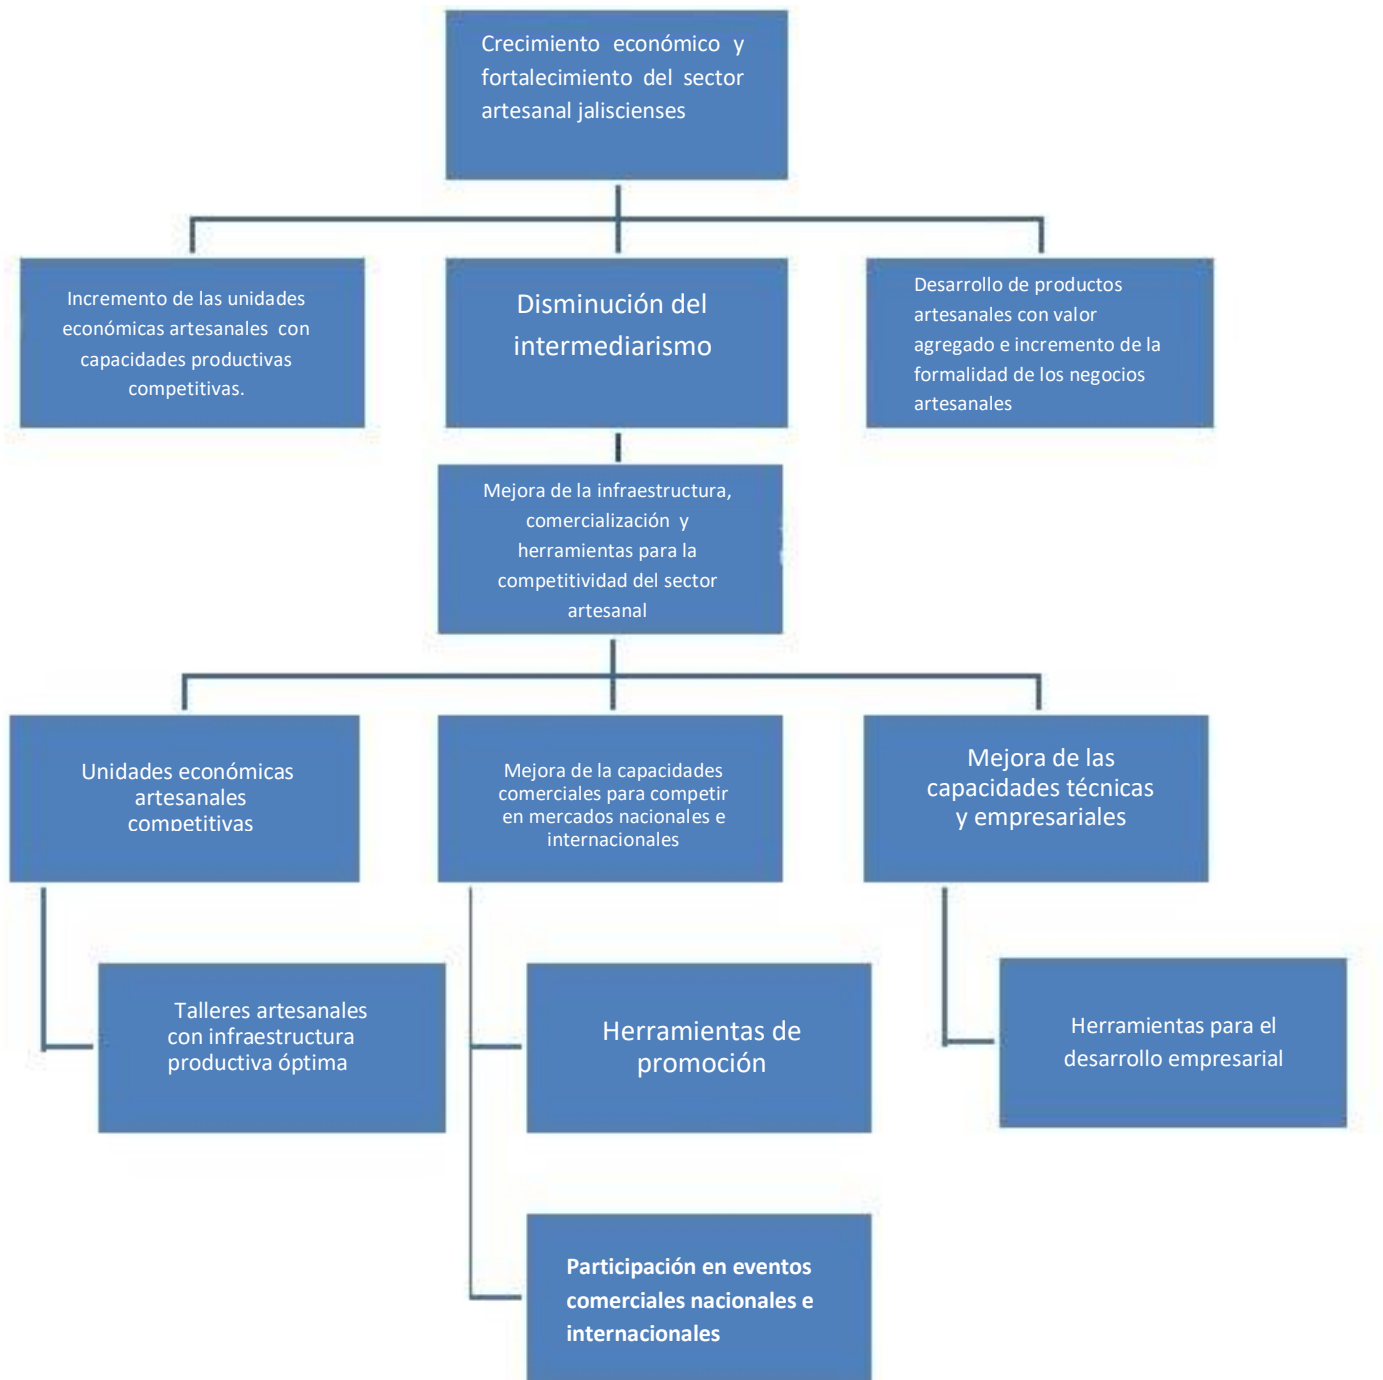 Crecimiento económico y
fortalecimiento del sector
artesanal jaliscienses
Incremento de las unidades
económicas artesanales con
capacidades productivas
competitivas.
Disminución del
intermediarismo
Desarrollo de productos
artesanales con valor
agregado e incremento de la
formalidad de los negocios
artesanales
Mejora de la infraestructura,
comercialización y
herramientas para la
competitividad del sector
artesanal
Unidades económicas
artesanales
competitivas
Mejora de la capacidades
comerciales para competir
en mercados nacionales e
internacionales
Mejora de las
capacidades técnicas
y empresariales
Talleres artesanales
con infraestructura
productiva óptima
Herramientas de
promoción
Herramientas para el
desarrollo empresarial
Participación en eventos
comerciales nacionales e
internacionales